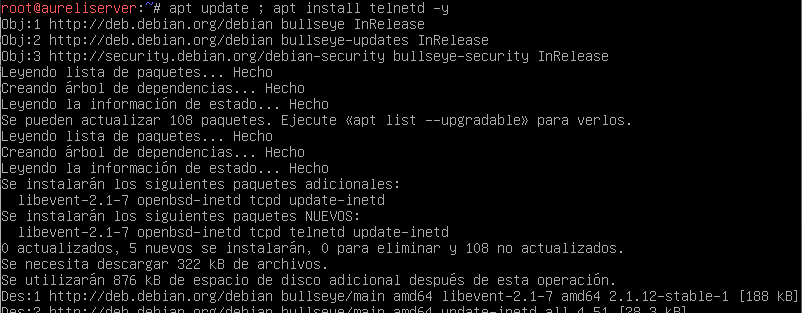 root@aureliserver:~# apt update ; apt install telnetd -y
Obj:1 http://deb.debian.org/debian bullseye InRelease
Obj:2 http://deb.debian.org/debian bullseye-updates InRelease
Obj:3 http://security.debian.org/debian-security bullseye-security InRelease
Leyendo lista de paquetes... Hecho
Creando árbol de dependencias... Hecho
Leyendo la información de estado... Hecho
Se pueden actualizar 108 paquetes. Ejecute «apt list --upgradable» para verlos.
Leyendo lista de paquetes... Hecho
Creando árbol de dependencias... Hecho
Leyendo la información de estado... Hecho
Se instalarán los siguientes paquetes adicionales:
  libevent-2.1-7 openbsd-inetd tcpd update-inetd
Se instalarán los siguientes paquetes NUEVOS:
  libevent-2.1-7 openbsd-inetd tcpd telnetd update-inetd
0 actualizados, 5 nuevos se instalarán, 0 para eliminar y 108 no actualizados.
Se necesita descargar 322 kB de archivos.
Se utilizarán 876 kB de espacio de disco adicional después de esta operación.
Des:1 http://deb.debian.org/debian bullseye/main amd64 libevent-2.1-7 amd64 2.1.12-stable-1 [188 kB]
Des:2 http://deb.debian.org/debian bullseye/main amd64 update-inetd all 4.51 [28,3 kB]